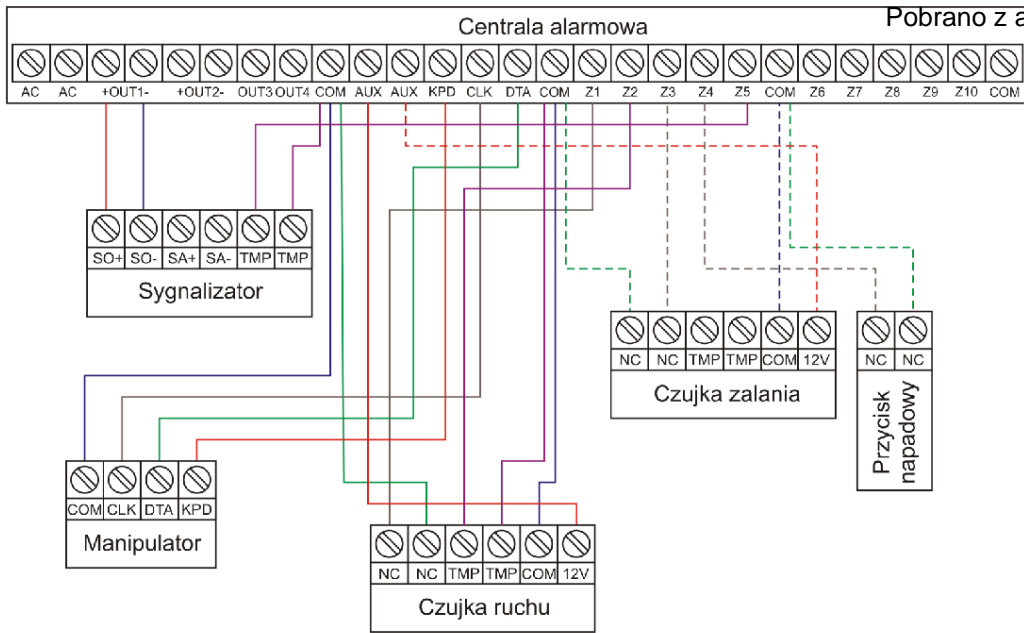 Pobrano z a
Centrala alarmowa
AC AC +OUT1- +OUT2- OUT3 OUT4 COM AUX AUX KPD CLK DTA COM Z1 Z2 Z3 Z4 Z5 COM Z6 Z7 Z8 Z9 Z10 COM
SO+ SO- SA+ SA- TMP TMP
Sygnalizator
NC NC TMP TMP COM 12V
Czujka zalania
NC NC
Przycisk
napadowy
COM CLK DTA KPD
Manipulator
NC NC TMP TMP COM 12V
Czujka ruchu